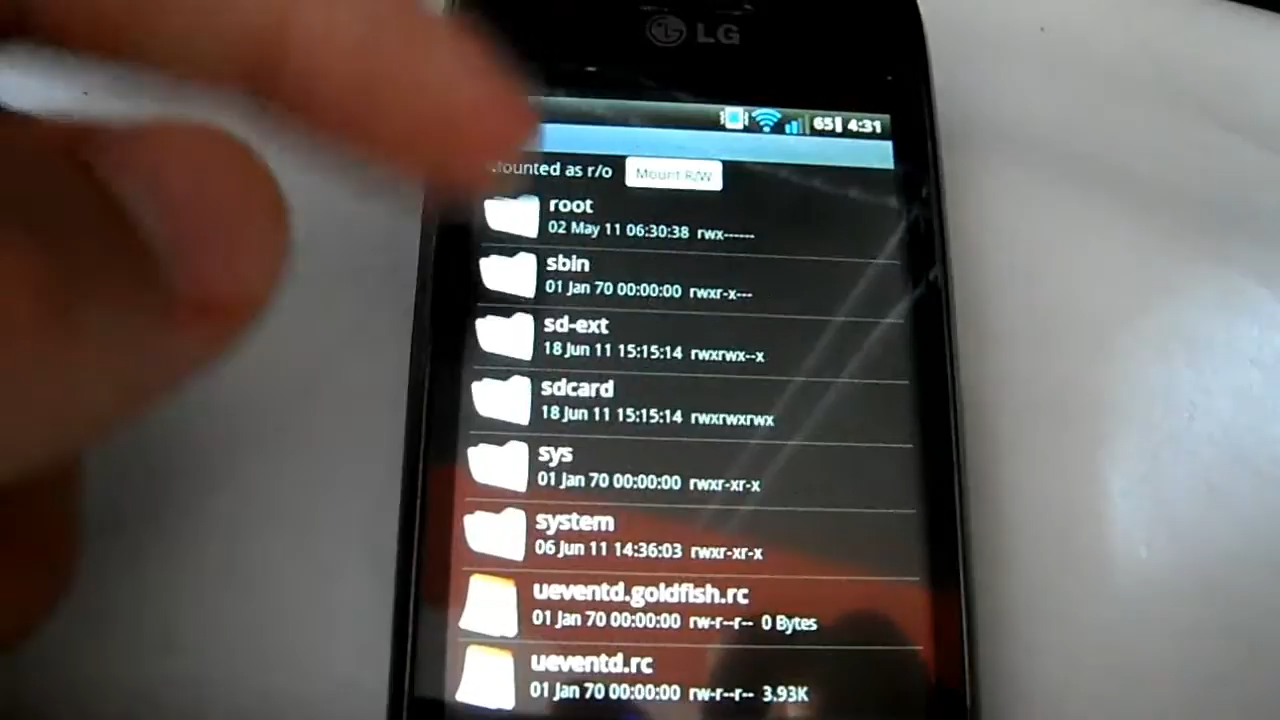 LG
65 4:31
Mounted as r/o Mount R/W
root
02 May 11 06:30:38 rwx------
sbin
01 Jan 70 00:00:00 rwxr-x---
sd-ext
18 Jun 11 15:15:14 rwxrwx--x
sdcard
18 Jun 11 15:15:14 rwxrwxrwx
sys
01 Jan 70 00:00:00 rwxr-xr-x
system
06 Jun 11 14:36:03 rwxr-xr-x
ueventd.goldfish.rc
01 Jan 70 00:00:00 rw-r--r-- 0 Bytes
ueventd.rc
01 Jan 70 00:00:00 rw-r--r-- 3.93K